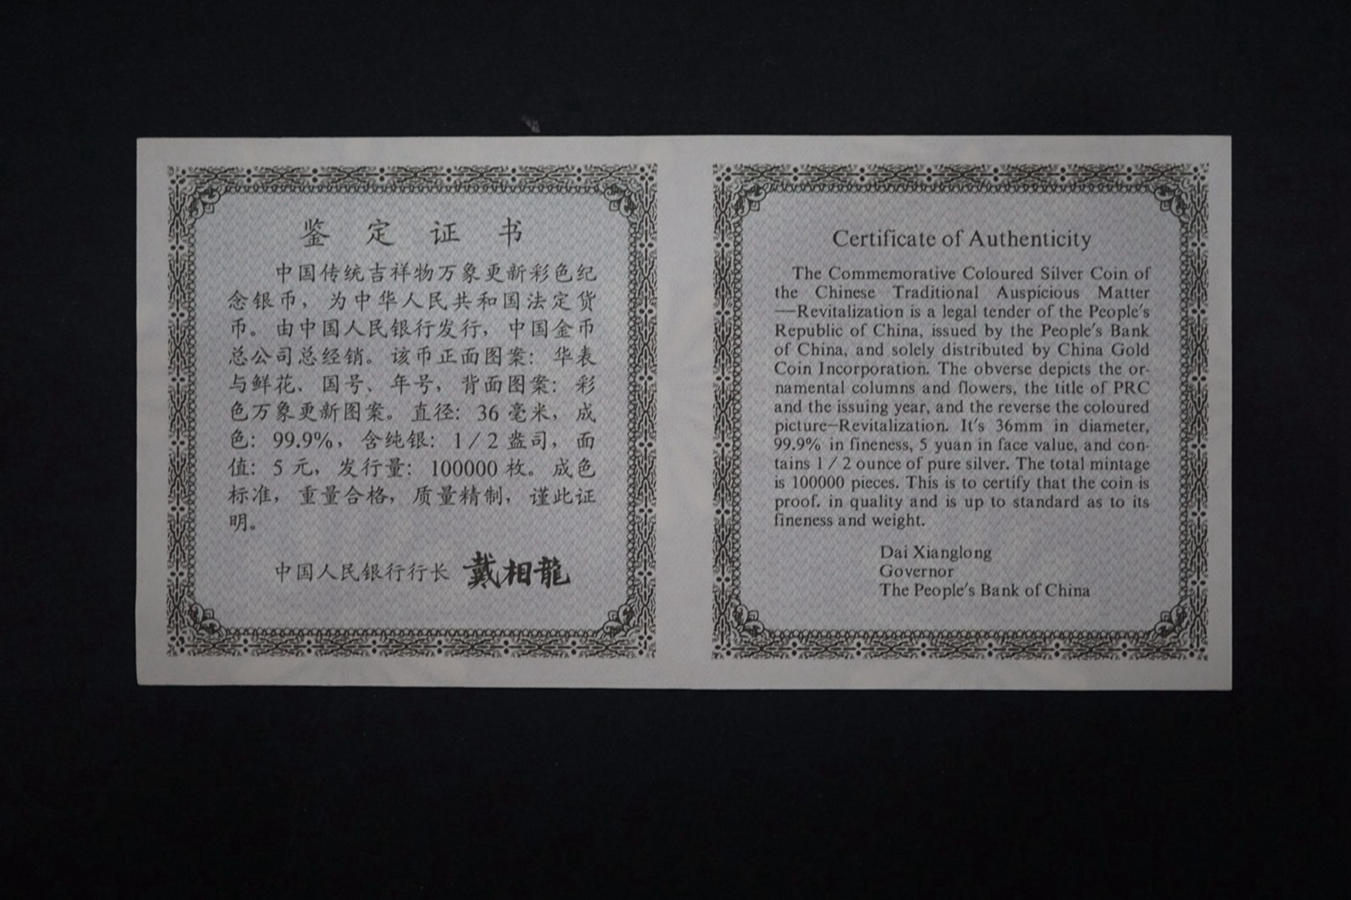 鉴定证书
中国传统吉祥物万象更新彩色纪
念银币，为中华人民共和国法定货
币。由中国人民银行发行，中国金币
总公司总经销。该币正面图案：华表
与鲜花、国号、年号，背面图案：彩
色万象更新图案。直径：36毫米，成
色：99.9%，含纯银：1/2盎司，面
值：5元，发行量：100000枚。成色
标准，重量合格，质量精制，谨此证
明。
中国人民银行行长 戴相龍
Certificate of Authenticity
The Commemorative Coloured Silver Coin of
the Chinese Traditional Auspicious Matter
—Revitalization is a legal tender of the People's
Republic of China, issued by the People's Bank
of China, and solely distributed by China Gold
Coin Incorporation. The obverse depicts the or-
namental columns and flowers, the title of PRC
and the issuing year, and the reverse the coloured
picture—Revitalization. It's 36mm in diameter,
99.9% in fineness, 5 yuan in face value, and con-
tains 1/2 ounce of pure silver. The total mintage
is 100000 pieces. This is to certify that the coin is
proof. in quality and is up to standard as to its
fineness and weight.
Dai Xianglong
Governor
The People's Bank of China